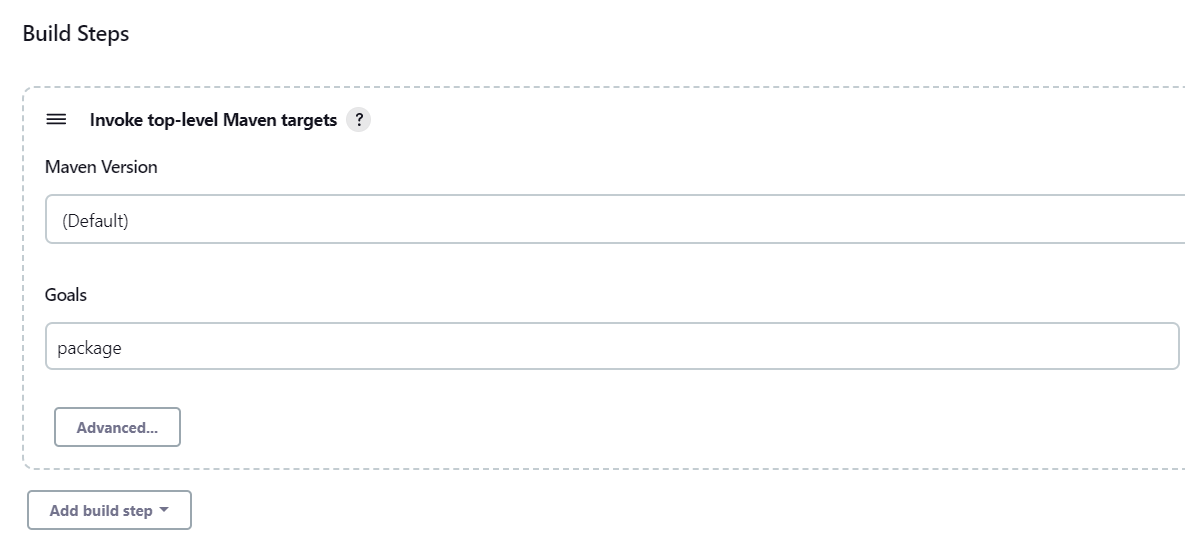 Build Steps
Invoke top-level Maven targets ?
Maven Version
(Default)
Goals
package
Advanced...
Add build step